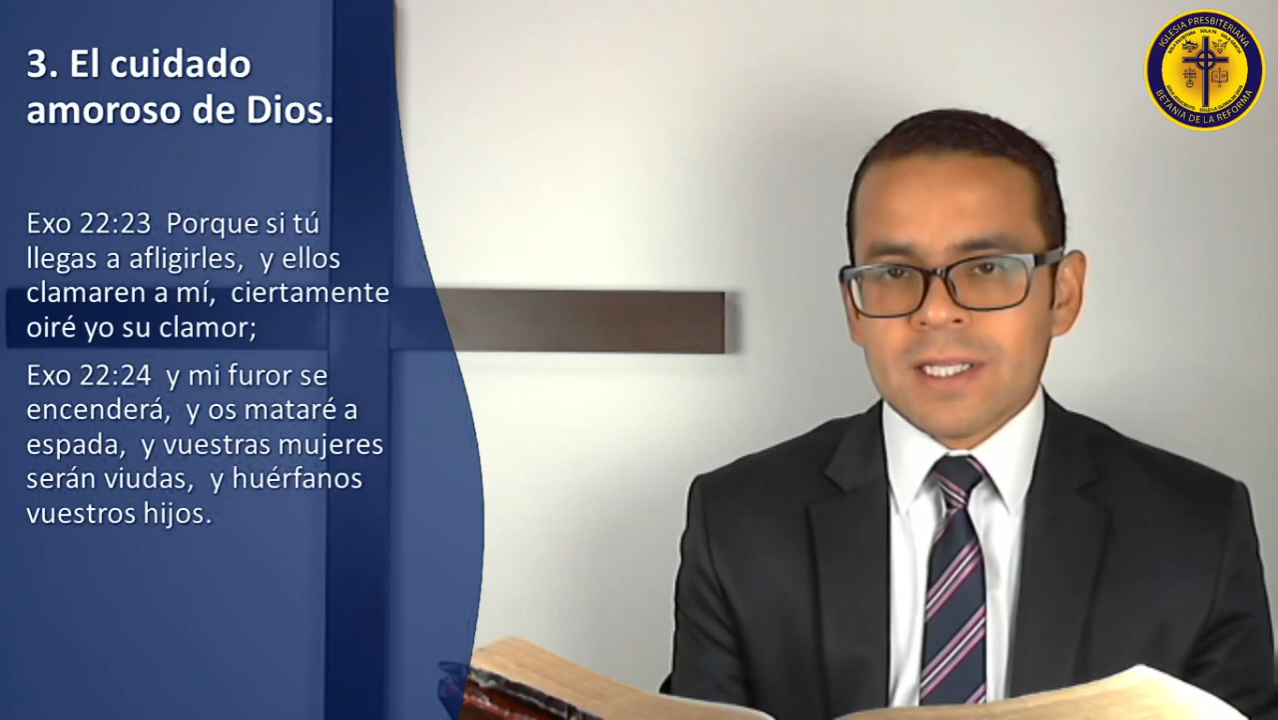 3. El cuidado
amoroso de Dios.
Exo 22:23  Porque si tú
llegas a afligirles,  y ellos
clamaren a mí,  ciertamente
oiré yo su clamor;
Exo 22:24  y mi furor se
encenderá,  y os mataré a
espada,  y vuestras mujeres
serán viudas,  y huérfanos
vuestros hijos.
IGLESIA PRESBITERIANA
BETANIA DE LA REFORMA